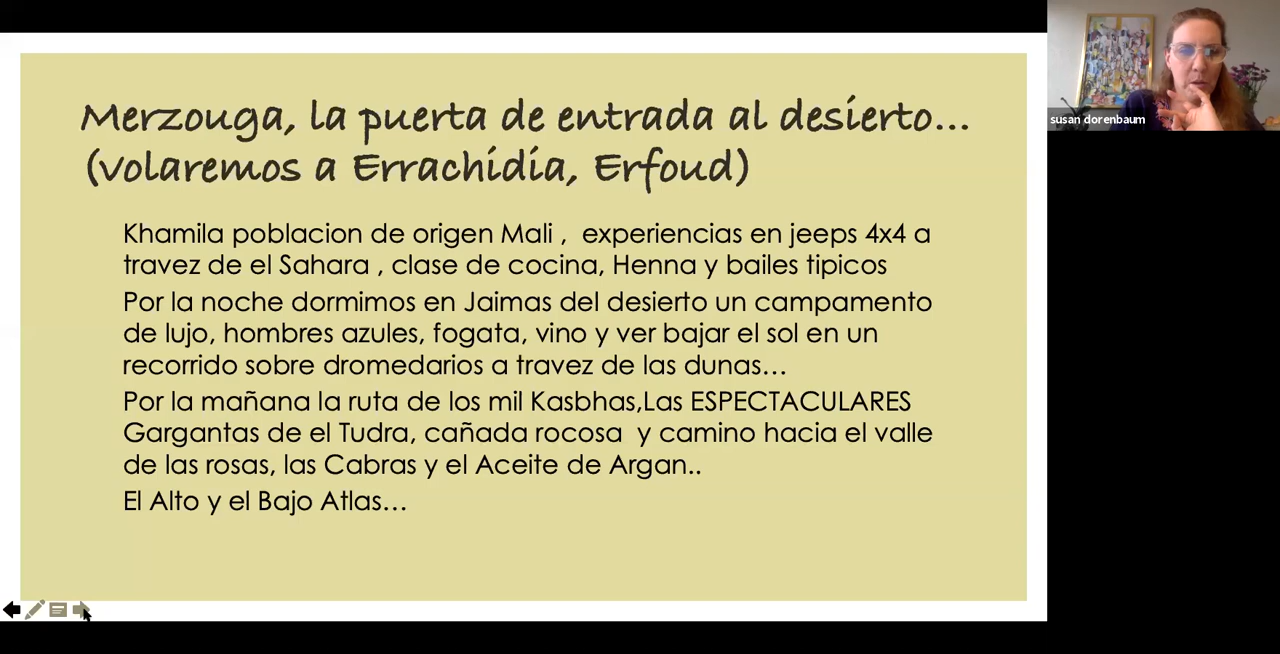 Merzouga, la puerta de entrada al desierto...
(volaremos a Errachidia, Erfoud)
Khamila poblacion de origen Mali ,  experiencias en jeeps 4x4 a
travez de el Sahara , clase de cocina, Henna y bailes tipicos
Por la noche dormimos en Jaimas del desierto un campamento
de lujo, hombres azules, fogata, vino y ver bajar el sol en un
recorrido sobre dromedarios a travez de las dunas...
Por la mañana la ruta de los mil Kasbhas,Las ESPECTACULARES
Gargantas de el Tudra, cañada rocosa  y camino hacia el valle
de las rosas, las Cabras y el Aceite de Argan..
El Alto y el Bajo Atlas...
susan dorenbaum